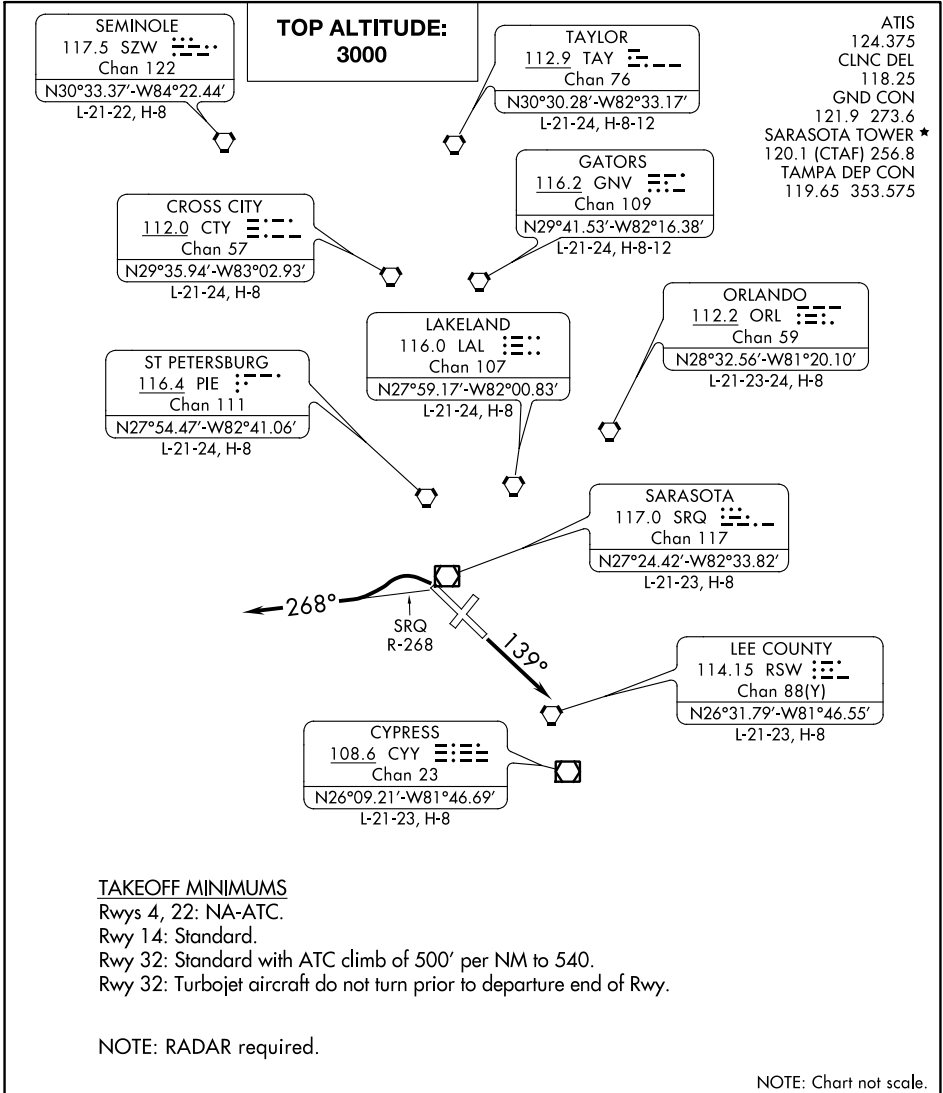 TOP ALTITUDE:
3000
SEMINOLE
117.5 SZW
Chan 122
N30°33.37’-W84°22.44’
L-21-22, H-8
TAYLOR
112.9 TAY
Chan 76
N30°30.28’-W82°33.17’
L-21-24, H-8-12
ATIS
124.375
CLNC DEL
118.25
GND CON
121.9 273.6
SARASOTA TOWER ★
120.1 (CTAF) 256.8
TAMPA DEP CON
119.65 353.575
GATORS
116.2 GNV
Chan 109
N29°41.53’-W82°16.38’
L-21-24, H-8-12
CROSS CITY
112.0 CTY
Chan 57
N29°35.94’-W83°02.93’
L-21-24, H-8
ORLANDO
112.2 ORL
Chan 59
N28°32.56’-W81°20.10’
L-21-23-24, H-8
LAKELAND
116.0 LAL
Chan 107
N27°59.17’-W82°00.83’
L-21-24, H-8
ST PETERSBURG
116.4 PIE
Chan 111
N27°54.47’-W82°41.06’
L-21-24, H-8
SARASOTA
117.0 SRQ
Chan 117
N27°24.42’-W82°33.82’
L-21-23, H-8
268°
SRQ
R-268
139°
LEE COUNTY
114.15 RSW
Chan 88(Y)
N26°31.79’-W81°46.55’
L-21-23, H-8
CYPRESS
108.6 CYY
Chan 23
N26°09.21’-W81°46.69’
L-21-23, H-8
TAKEOFF MINIMUMS
Rwys 4, 22: NA-ATC.
Rwy 14: Standard.
Rwy 32: Standard with ATC climb of 500’ per NM to 540.
Rwy 32: Turbojet aircraft do not turn prior to departure end of Rwy.
NOTE: RADAR required.
NOTE: Chart not scale.